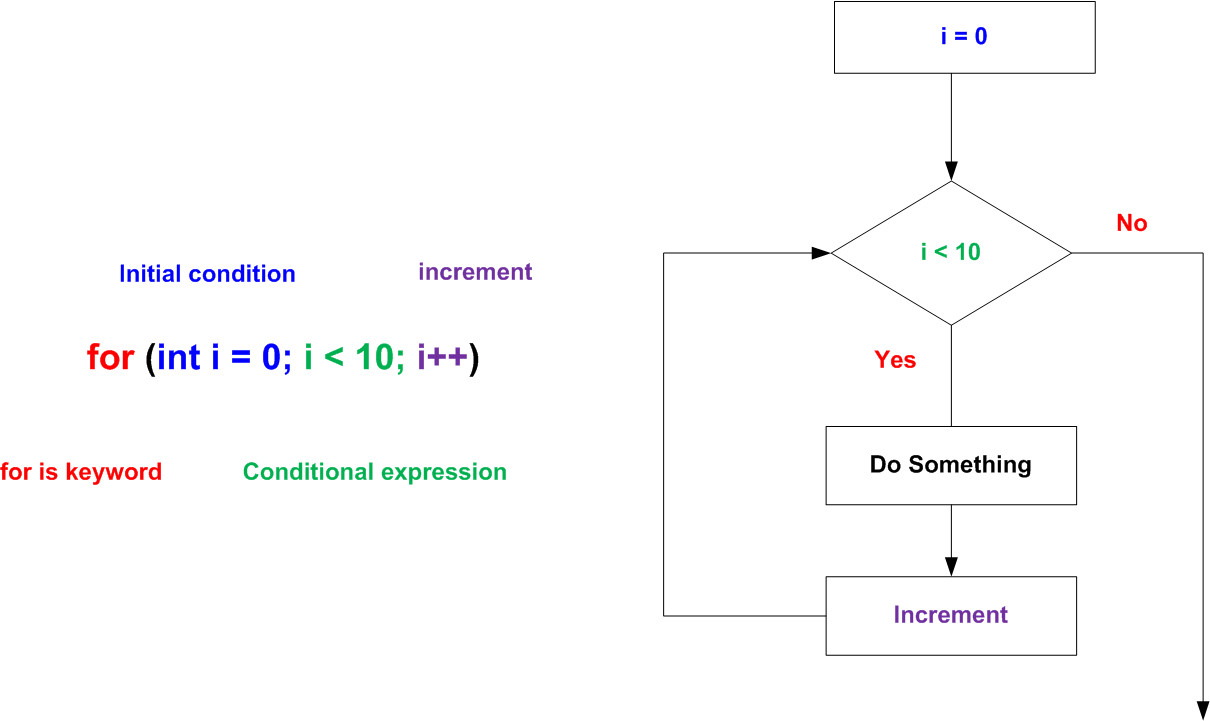 Initial condition
increment
for (int i = 0; i < 10; i++)
for is keyword
Conditional expression
i = 0
i < 10
No
Yes
Do Something
Increment